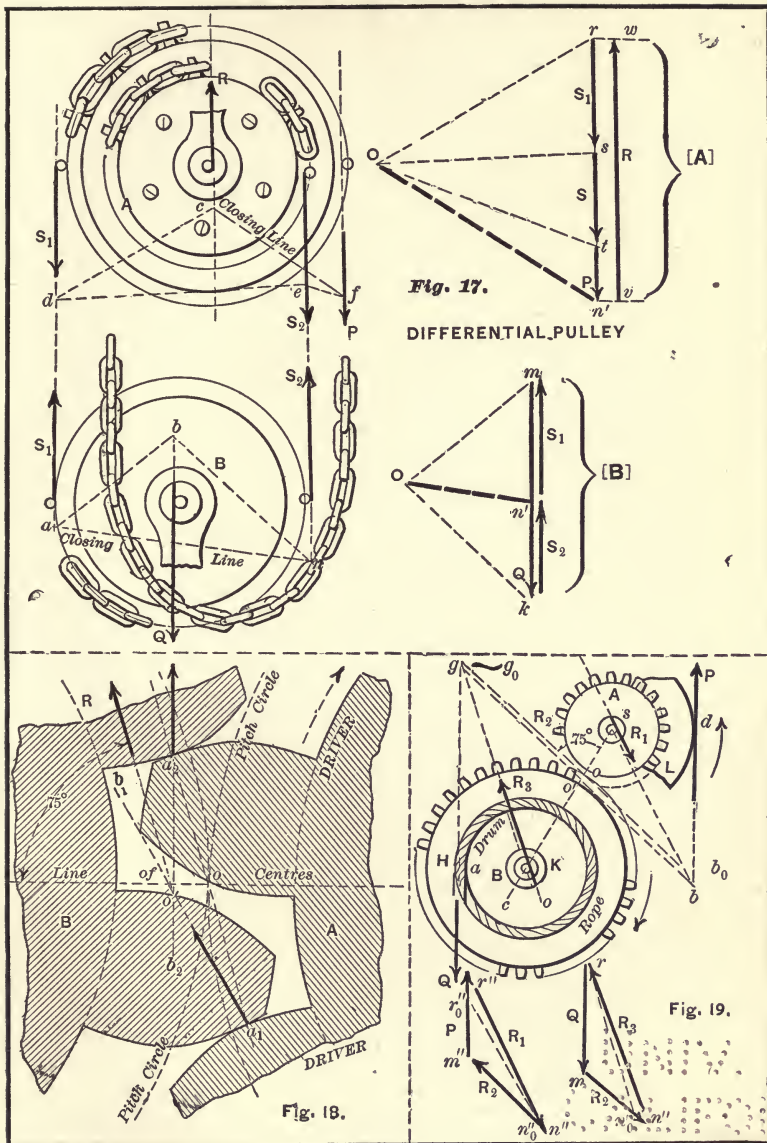 R
A
c
Closing Line
S₁
d
e
f
S₂
P
r
w
S₁
O
s
R
[A]
S
t
P
n'
v
Fig. 17.
DIFFERENTIAL PULLEY
S₁
S₂
b
B
a
Closing
Line
n
Q
m
S₁
O
n'
[B]
S₂
Q
k
R
Pitch Circle
DRIVER
a₂
b₁
75°
Line
of
Centres
o
o
B
A
b₂
a₁
Pitch Circle
DRIVER
Fig. 18.
g
g₀
P
A
s
R₂
R₁
75°
d
L
o
o
R₃
Drum
H
a
B
K
c
o
Rope
b₀
b
Q
r''
r₀''
P
R₁
m''
R₂
n₀''
n''
r
Q
R₃
m
R₂
n₀''
n''
Fig. 19.